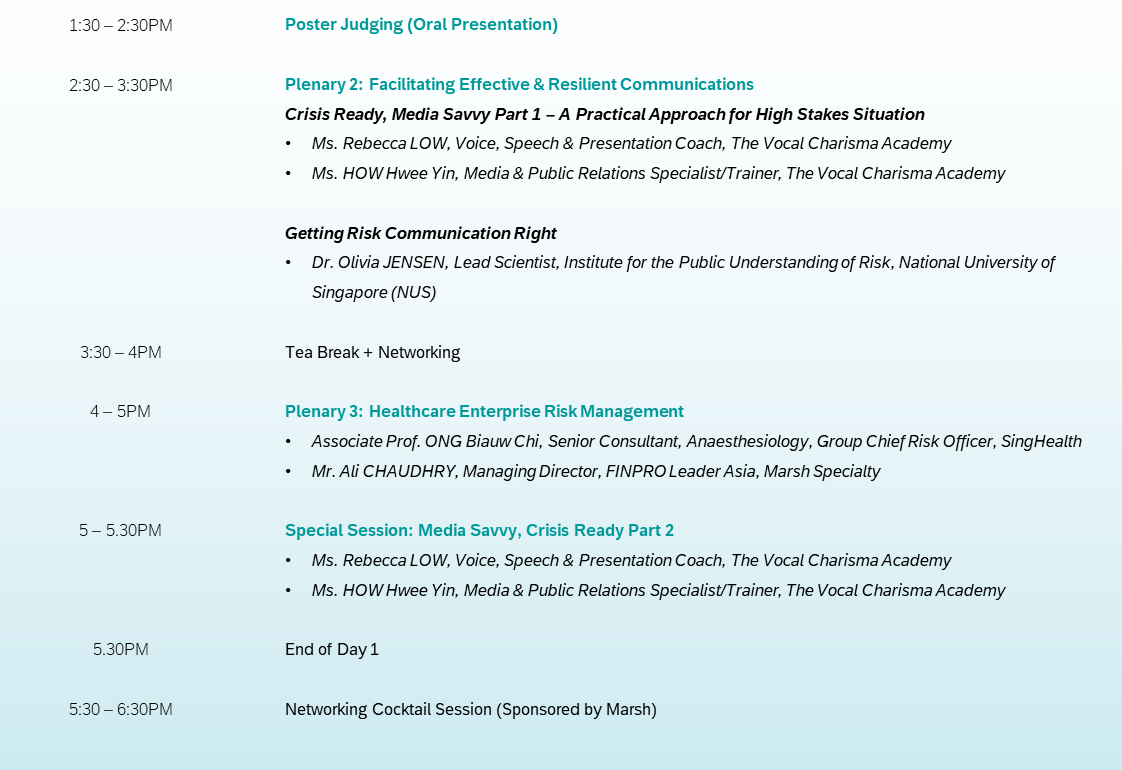 1:30 – 2:30PM Poster Judging (Oral Presentation)
2:30 – 3:30PM Plenary 2: Facilitating Effective & Resilient Communications
Crisis Ready, Media Savvy Part 1 – A Practical Approach for High Stakes Situation
• Ms. Rebecca LOW, Voice, Speech & Presentation Coach, The Vocal Charisma Academy
• Ms. HOW Hwee Yin, Media & Public Relations Specialist/Trainer, The Vocal Charisma Academy
Getting Risk Communication Right
• Dr. Olivia JENSEN, Lead Scientist, Institute for the Public Understanding of Risk, National University of
Singapore (NUS)
3:30 – 4PM Tea Break + Networking
4 – 5PM Plenary 3: Healthcare Enterprise Risk Management
• Associate Prof. ONG Biauw Chi, Senior Consultant, Anaesthesiology, Group Chief Risk Officer, SingHealth
• Mr. Ali CHAUDHRY, Managing Director, FINPRO Leader Asia, Marsh Specialty
5 – 5.30PM Special Session: Media Savvy, Crisis Ready Part 2
• Ms. Rebecca LOW, Voice, Speech & Presentation Coach, The Vocal Charisma Academy
• Ms. HOW Hwee Yin, Media & Public Relations Specialist/Trainer, The Vocal Charisma Academy
5.30PM End of Day 1
5:30 – 6:30PM Networking Cocktail Session (Sponsored by Marsh)